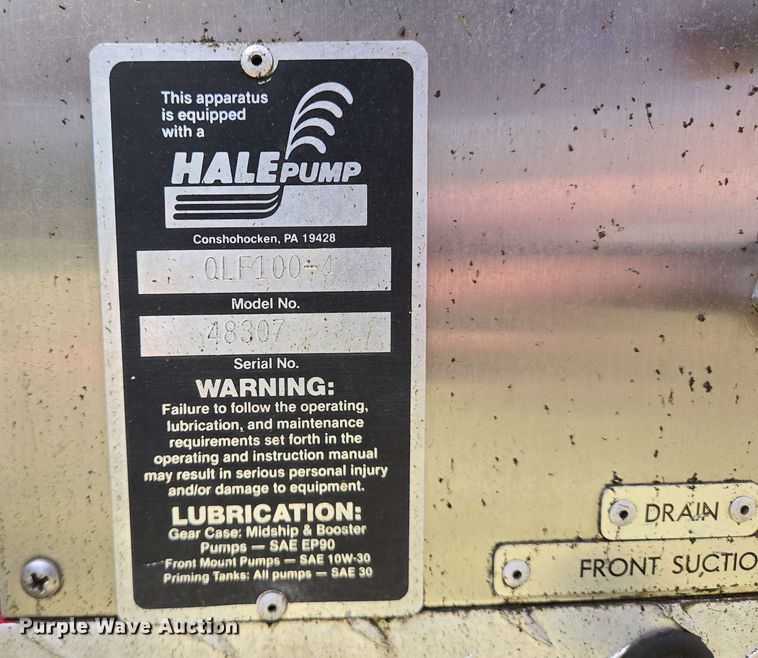 This apparatus
is equipped
with a
HALE PUMP
Conshohocken, PA 19428
QLF100-4
Model No.
48307
Serial No.
WARNING:
Failure to follow the operating,
lubrication, and maintenance
requirements set forth in the
operating and instruction manual
may result in serious personal injury
and/or damage to equipment.
LUBRICATION:
Gear Case: Midship & Booster
Pumps — SAE EP90
Front Mount Pumps — SAE 10W-30
Priming Tanks: All pumps — SAE 30
DRAIN
FRONT SUCTIO
Purple Wave Auction